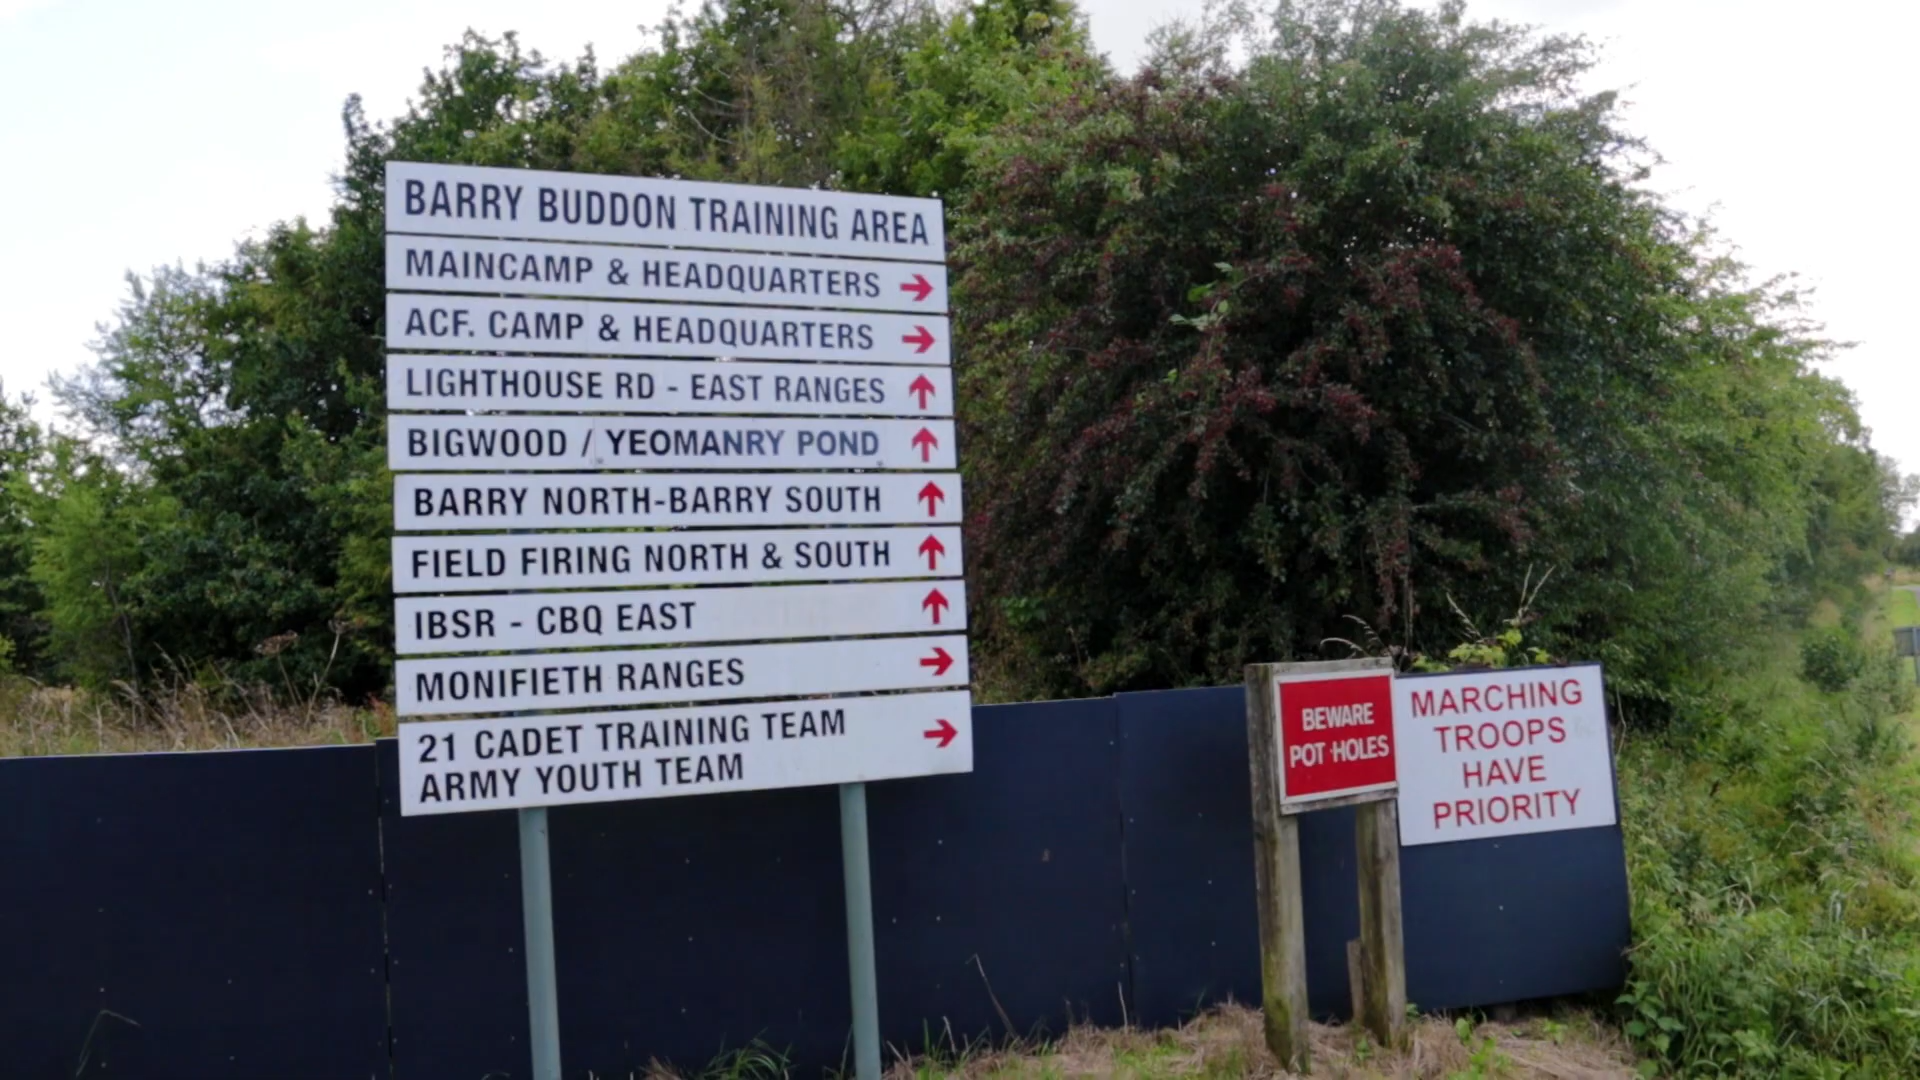 BARRY BUDDON TRAINING AREA
MAINCAMP & HEADQUARTERS
ACF. CAMP & HEADQUARTERS
LIGHTHOUSE RD - EAST RANGES
BIGWOOD / YEOMANRY POND
BARRY NORTH-BARRY SOUTH
FIELD FIRING NORTH & SOUTH
IBSR - CBQ EAST
MONIFIETH RANGES
21 CADET TRAINING TEAM
ARMY YOUTH TEAM
BEWARE
POT HOLES
MARCHING
TROOPS
HAVE
PRIORITY